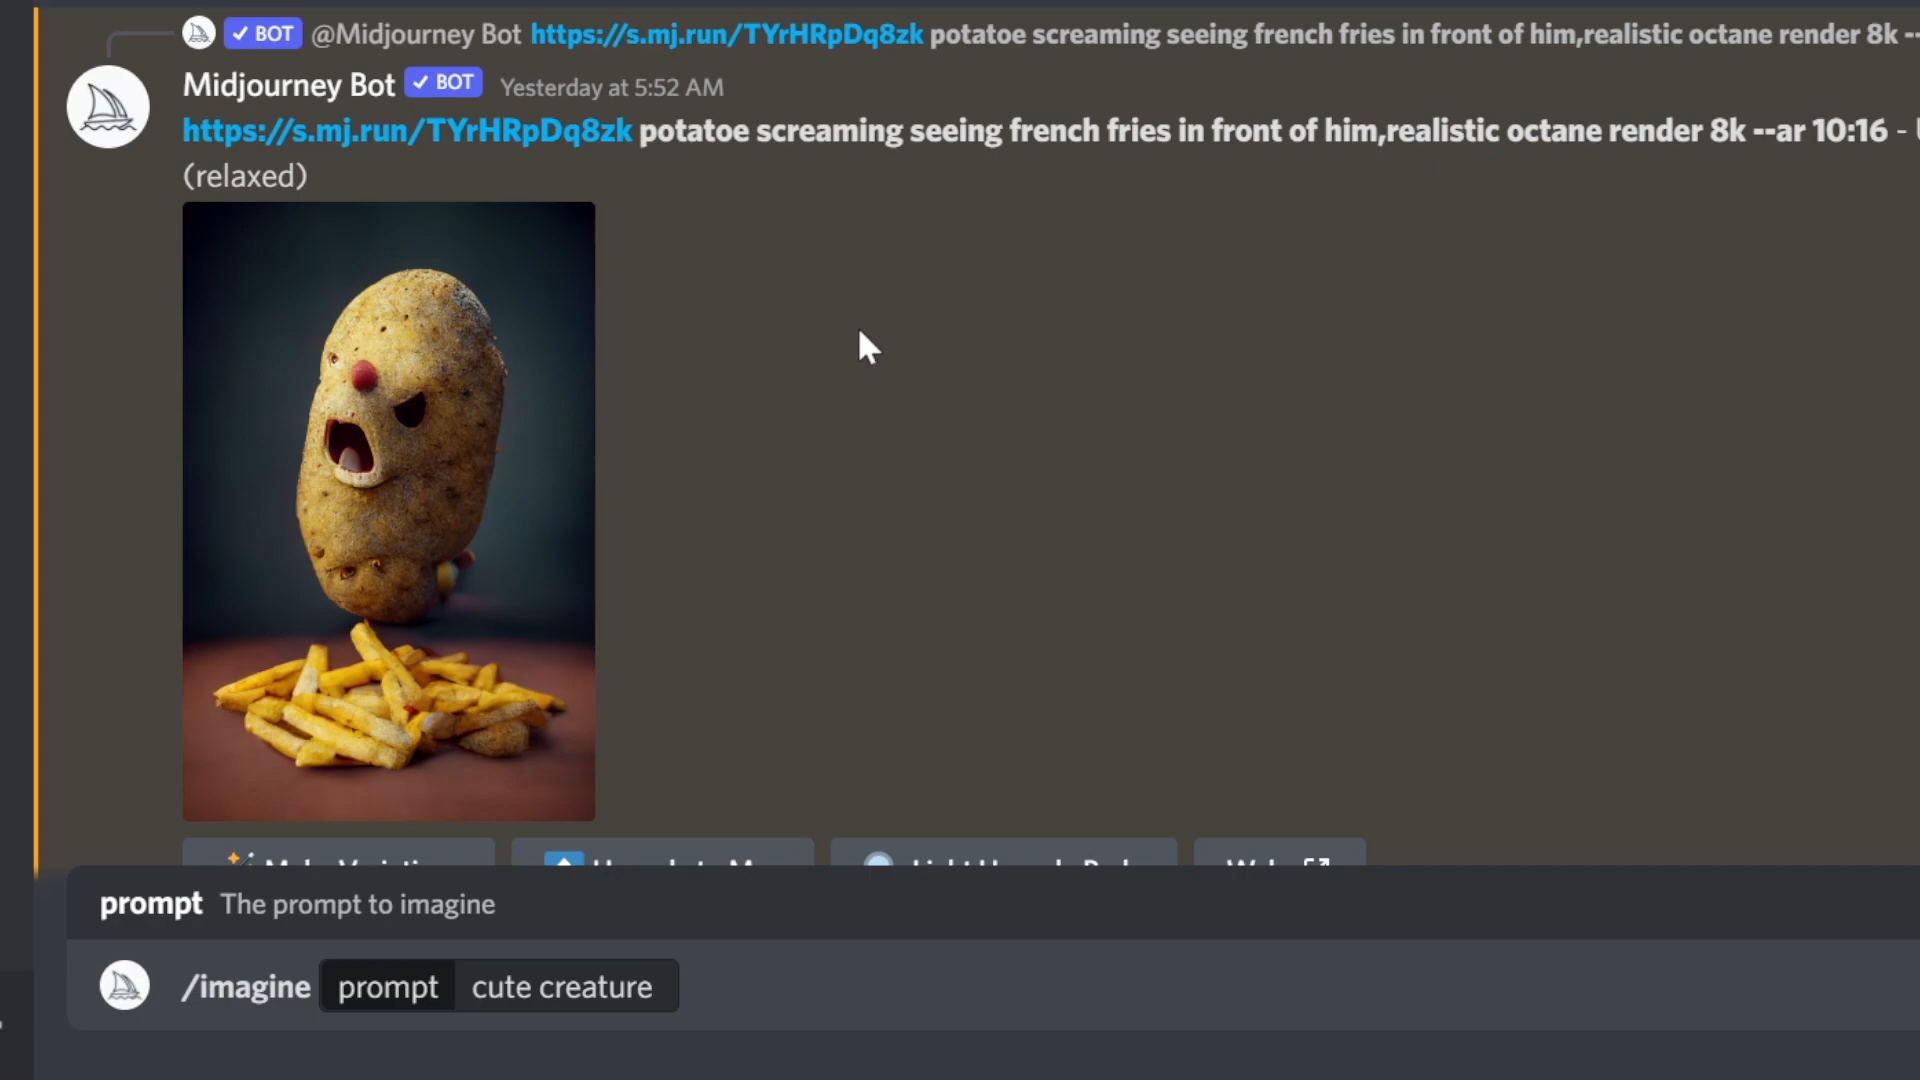 BOT @Midjourney Bot https://s.mj.run/TYrHRpDq8zk potatoe screaming seeing french fries in front of him,realistic octane render 8k --
Midjourney Bot BOT Yesterday at 5:52 AM
https://s.mj.run/TYrHRpDq8zk potatoe screaming seeing french fries in front of him,realistic octane render 8k --ar 10:16 -
(relaxed)
Web
prompt The prompt to imagine
/imagine prompt cute creature